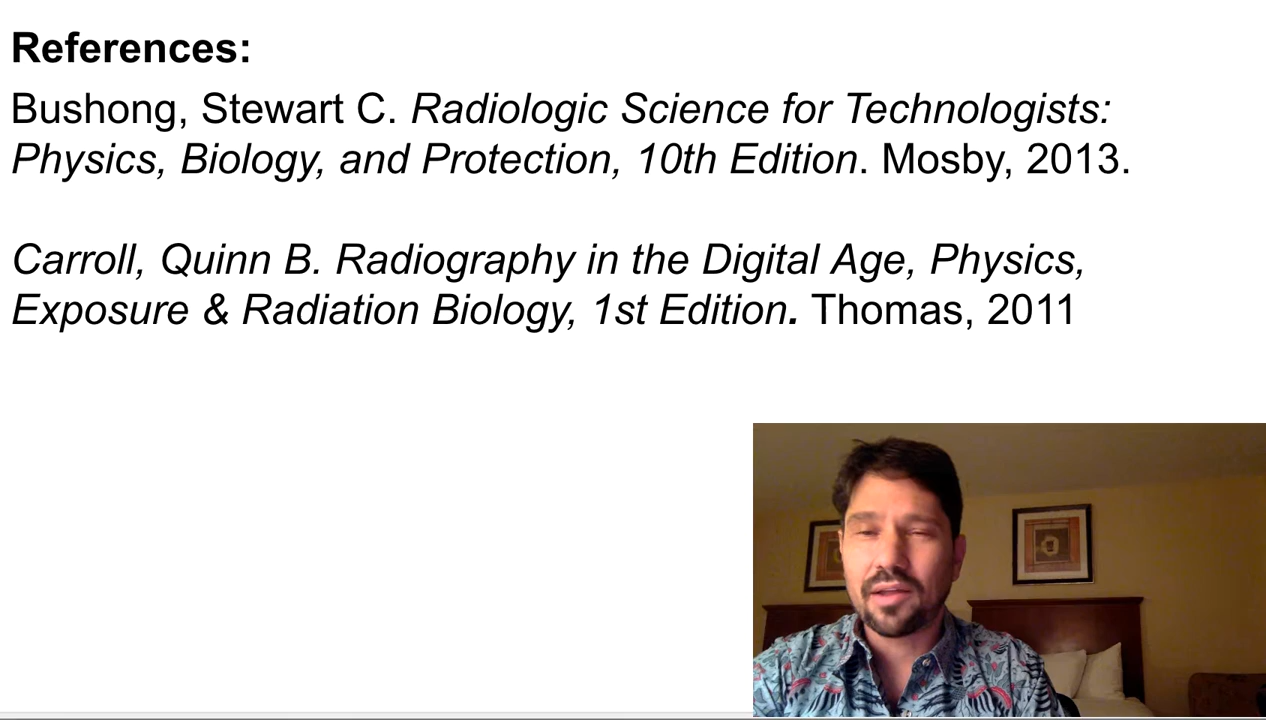 References:
Bushong, Stewart C. Radiologic Science for Technologists:
Physics, Biology, and Protection, 10th Edition. Mosby, 2013.
Carroll, Quinn B. Radiography in the Digital Age, Physics,
Exposure & Radiation Biology, 1st Edition. Thomas, 2011